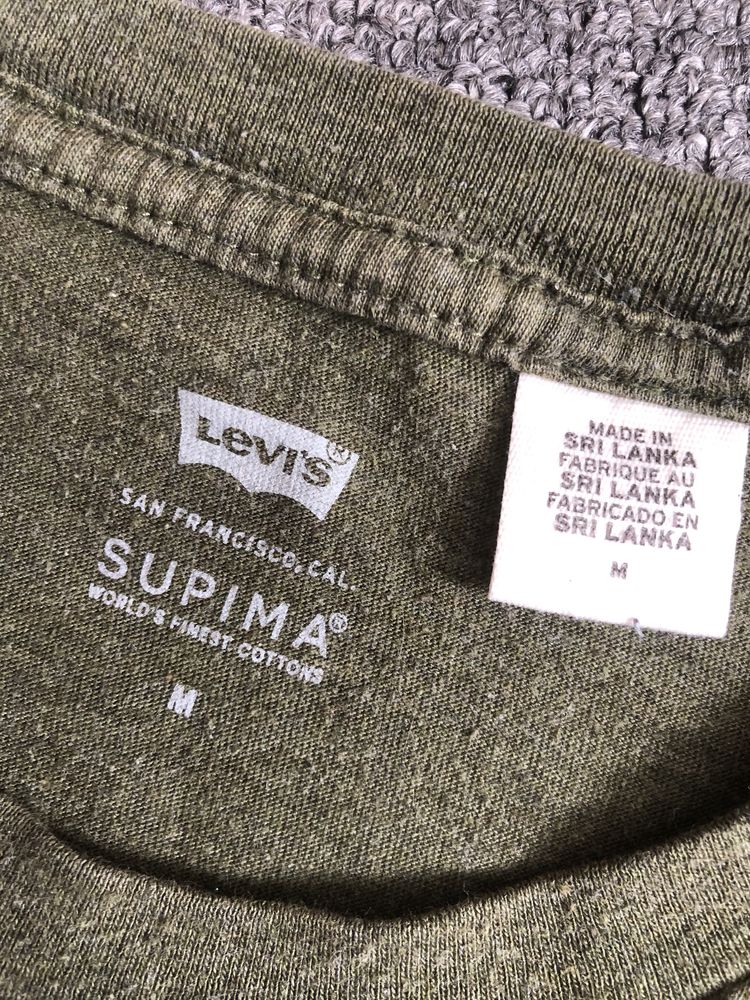 Levi's®
SAN FRANCISCO, CAL.
SUPIMA®
WORLD'S FINEST COTTONS
M
MADE IN
SRI LANKA
FABRIQUE AU
SRI LANKA
FABRICADO EN
SRI LANKA
M